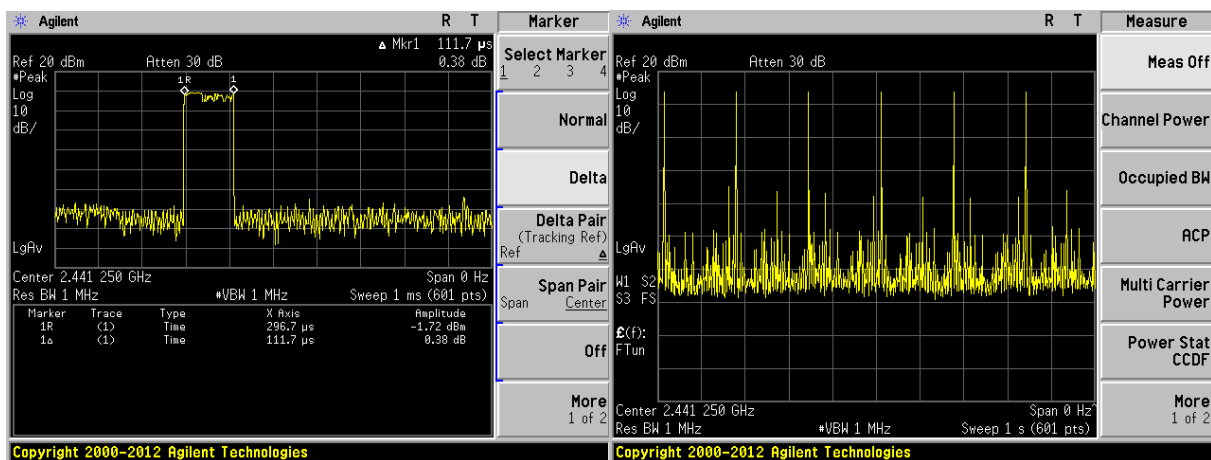 Agilent R T Marker
Δ Mkr1 111.7 µs
Ref 20 dBm Atten 30 dB 0.38 dB
#Peak
Log
10
dB/
1R 1
LgAv
Center 2.441 250 GHz Span 0 Hz
Res BW 1 MHz #VBW 1 MHz Sweep 1 ms (601 pts)
Marker Trace Type X Axis Amplitude
1R (1) Time 296.7 µs -1.72 dBm
1Δ (1) Time 111.7 µs 0.38 dB
Select Marker
1 2 3 4
Normal
Delta
Delta Pair
(Tracking Ref)
Ref Δ
Span Pair
Span Center
Off
More
1 of 2
Copyright 2000-2012 Agilent Technologies
Agilent R T Measure
Ref 20 dBm Atten 30 dB
#Peak
Log
10
dB/
LgAv
W1 S2
S3 FS
£(f):
FTun
Center 2.441 250 GHz Span 0 Hz^
Res BW 1 MHz #VBW 1 MHz Sweep 1 s (601 pts)
Meas Off
Channel Power
Occupied BW
ACP
Multi Carrier
Power
Power Stat
CCDF
More
1 of 2
Copyright 2000-2012 Agilent Technologies